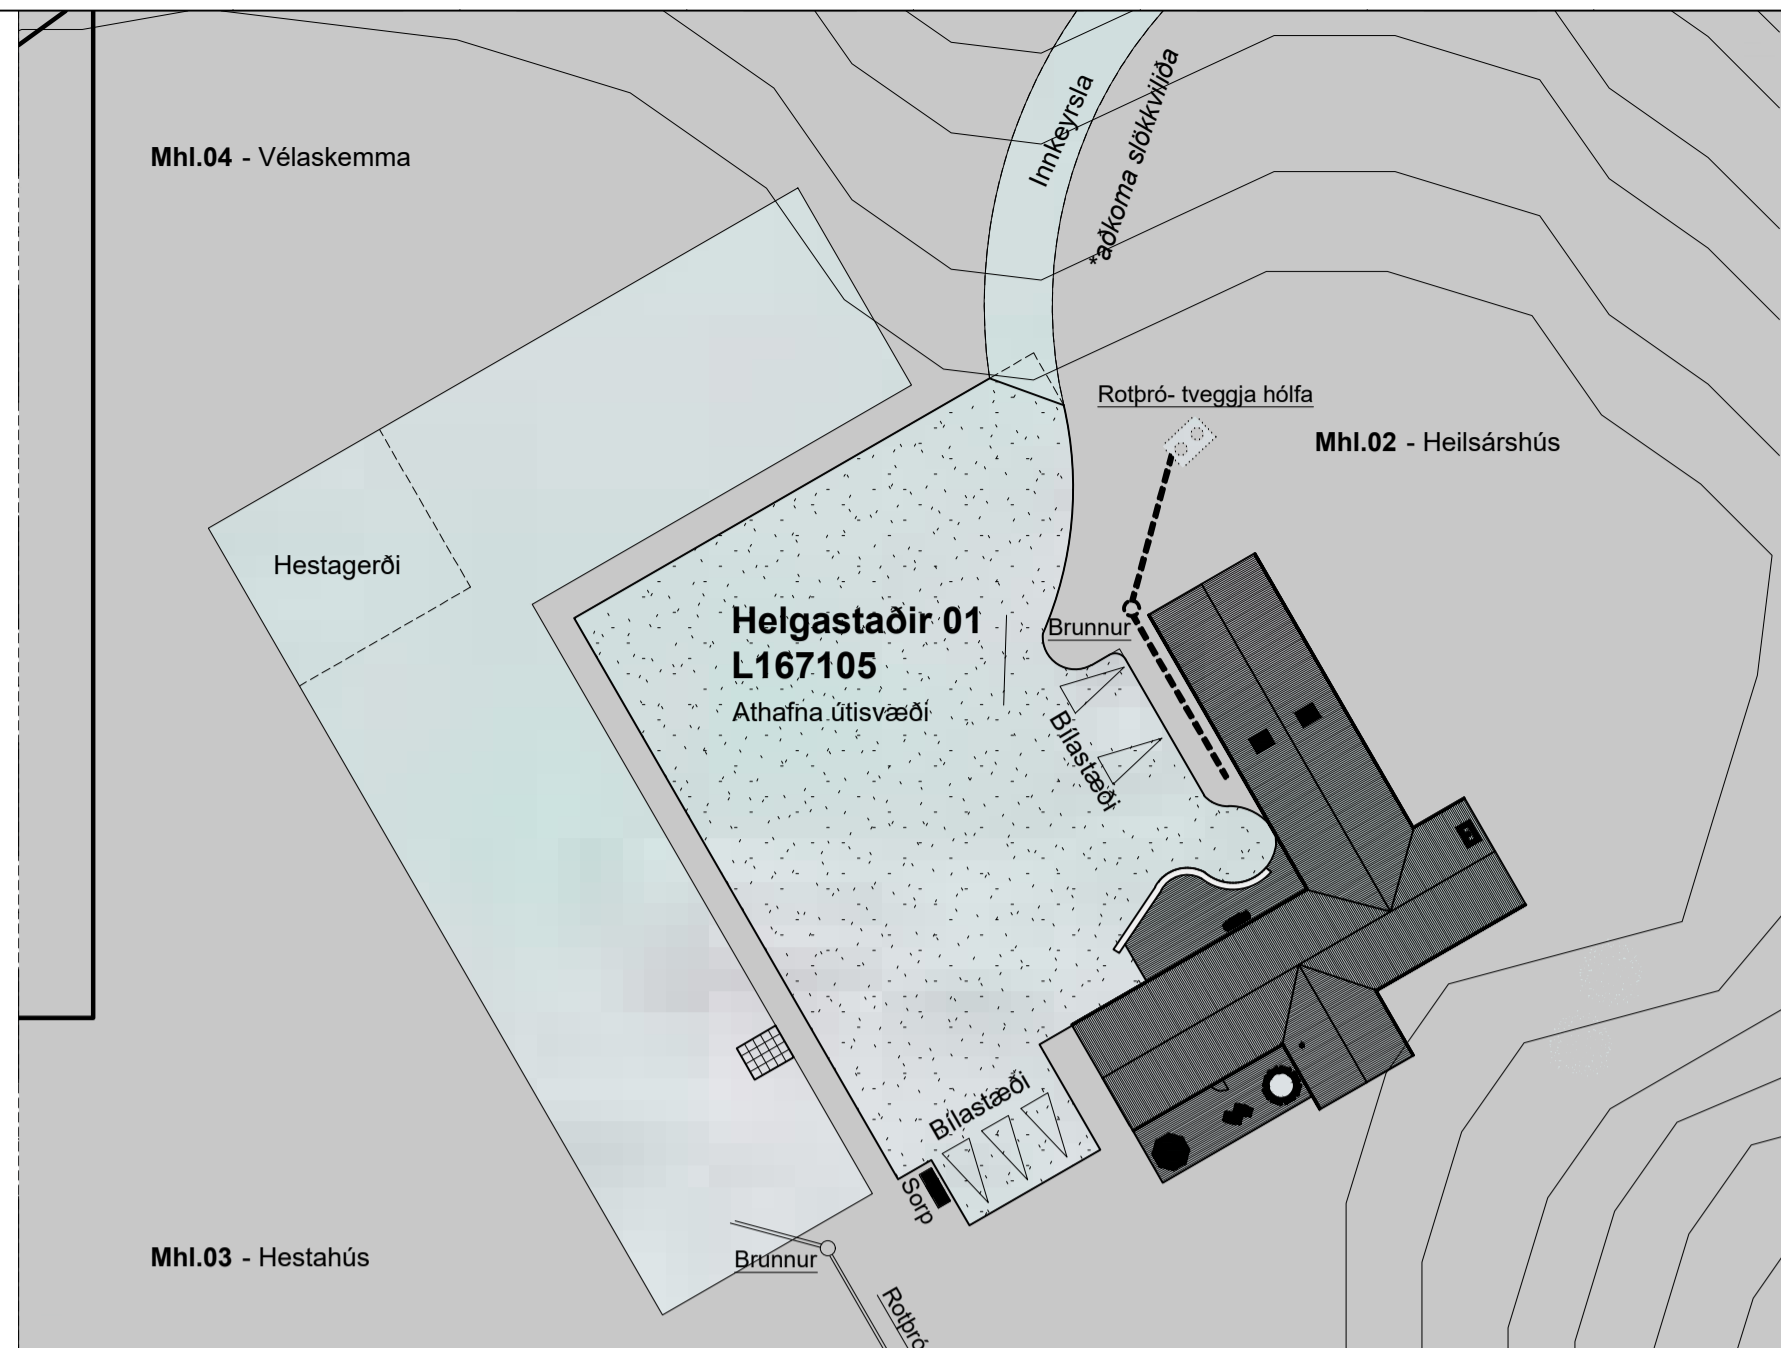 Innkeyrsla
*aðkoma slökkviliða
Mhl.04 - Vélaskemma
Rotþró- tveggja hólfa
Mhl.02 - Heilsárshús
Hestagerði
Helgastaðir 01
L167105
Athafna útisvæði
Brunnur
Bílastæði
Bílastæði
Sorp
Mhl.03 - Hestahús
Brunnur
Rotþró